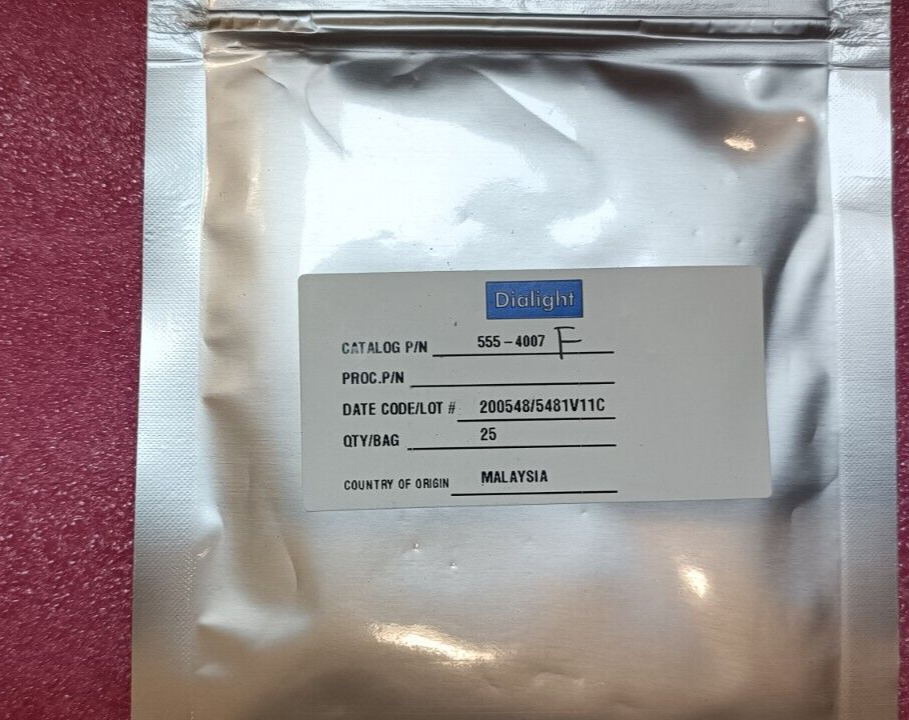 Dialight
CATALOG P/N 555-4007 F
PROC.P/N
DATE CODE/LOT # 200548/5481V11C
QTY/BAG 25
COUNTRY OF ORIGIN MALAYSIA